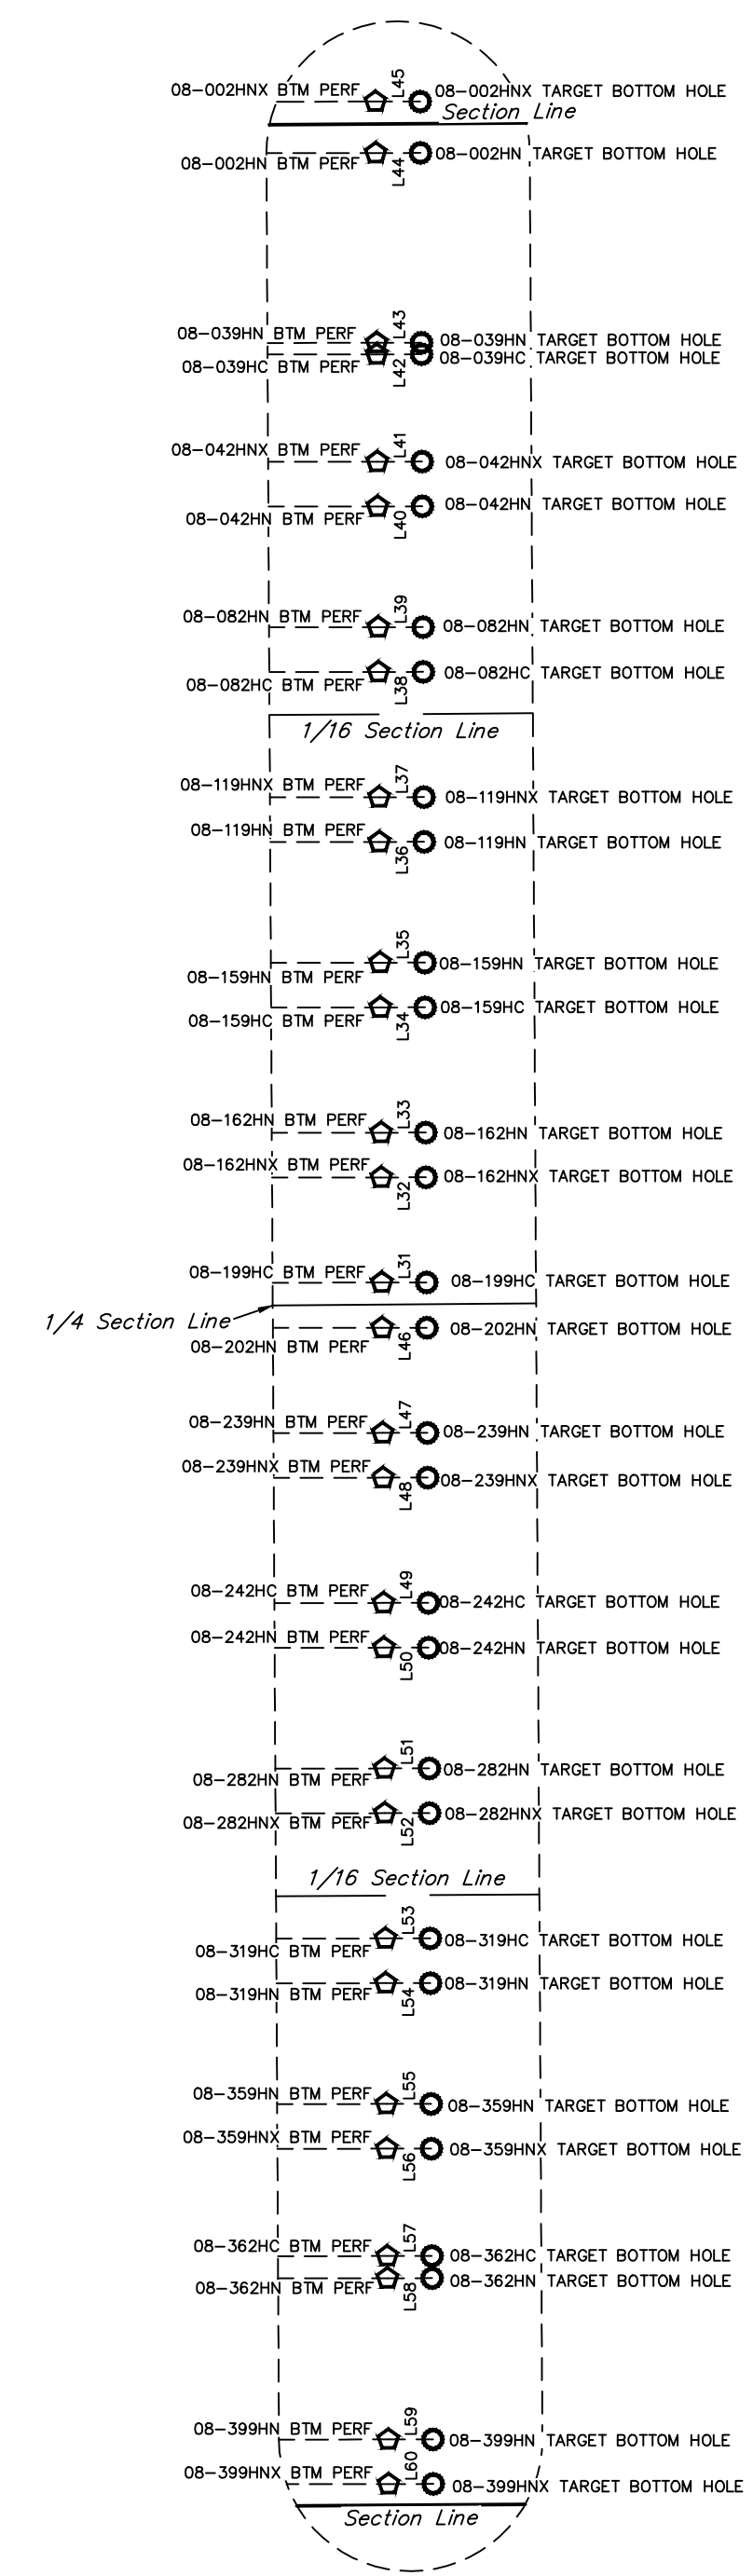 08-002HNX BTM PERF L45 08-002HNX TARGET BOTTOM HOLE
Section Line
08-002HN BTM PERF L44 08-002HN TARGET BOTTOM HOLE
08-039HN BTM PERF L43 08-039HN TARGET BOTTOM HOLE
08-039HC BTM PERF L42 08-039HC TARGET BOTTOM HOLE
08-042HNX BTM PERF L41 08-042HNX TARGET BOTTOM HOLE
08-042HN BTM PERF L40 08-042HN TARGET BOTTOM HOLE
08-082HN BTM PERF L39 08-082HN TARGET BOTTOM HOLE
08-082HC BTM PERF L38 08-082HC TARGET BOTTOM HOLE
1/16 Section Line
08-119HNX BTM PERF L37 08-119HNX TARGET BOTTOM HOLE
08-119HN BTM PERF L36 08-119HN TARGET BOTTOM HOLE
08-159HN BTM PERF L35 08-159HN TARGET BOTTOM HOLE
08-159HC BTM PERF L34 08-159HC TARGET BOTTOM HOLE
08-162HN BTM PERF L33 08-162HN TARGET BOTTOM HOLE
08-162HNX BTM PERF L32 08-162HNX TARGET BOTTOM HOLE
08-199HC BTM PERF L31 08-199HC TARGET BOTTOM HOLE
1/4 Section Line
08-202HN BTM PERF L46 08-202HN TARGET BOTTOM HOLE
08-239HN BTM PERF L47 08-239HN TARGET BOTTOM HOLE
08-239HNX BTM PERF L48 08-239HNX TARGET BOTTOM HOLE
08-242HC BTM PERF L49 08-242HC TARGET BOTTOM HOLE
08-242HN BTM PERF L50 08-242HN TARGET BOTTOM HOLE
08-282HN BTM PERF L51 08-282HN TARGET BOTTOM HOLE
08-282HNX BTM PERF L52 08-282HNX TARGET BOTTOM HOLE
1/16 Section Line
08-319HC BTM PERF L53 08-319HC TARGET BOTTOM HOLE
08-319HN BTM PERF L54 08-319HN TARGET BOTTOM HOLE
08-359HN BTM PERF L55 08-359HN TARGET BOTTOM HOLE
08-359HNX BTM PERF L56 08-359HNX TARGET BOTTOM HOLE
08-362HC BTM PERF L57 08-362HC TARGET BOTTOM HOLE
08-362HN BTM PERF L58 08-362HN TARGET BOTTOM HOLE
08-399HN BTM PERF L59 08-399HN TARGET BOTTOM HOLE
08-399HNX BTM PERF L60 08-399HNX TARGET BOTTOM HOLE
Section Line